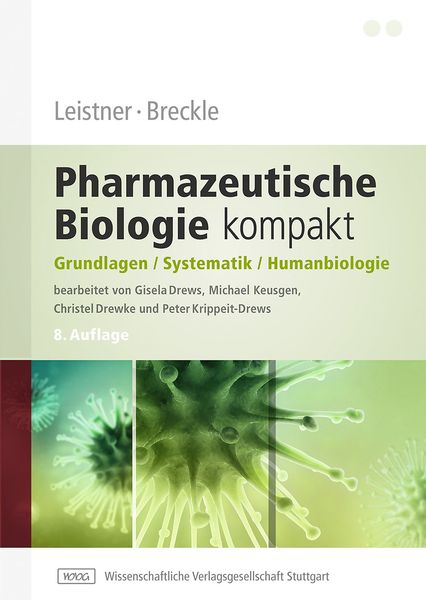 Leistner · Breckle
Pharmazeutische
Biologie kompakt
Grundlagen / Systematik / Humanbiologie
bearbeitet von Gisela Drews, Michael Keusgen,
Christel Drewke und Peter Krippeit-Drews
8. Auflage
Wissenschaftliche Verlagsgesellschaft Stuttgart